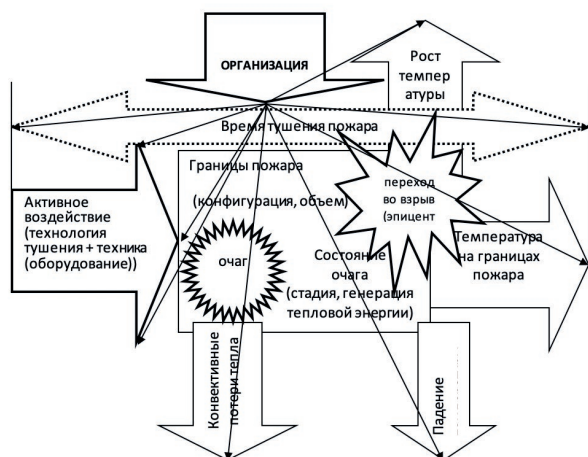 ОРГАНИЗАЦИЯ
Рост
темпер
атуры
Время тушения пожара
Границы пожара
(конфигурация, объем)
переход
во взрыв
(эпицент
Активное
воздействие
(технология
тушения + техника
(оборудование))
очаг
Состояние
очага
(стадия, генерация
тепловой энергии)
Температура
на границах
пожара
Конвективные
потери тепла
Падение